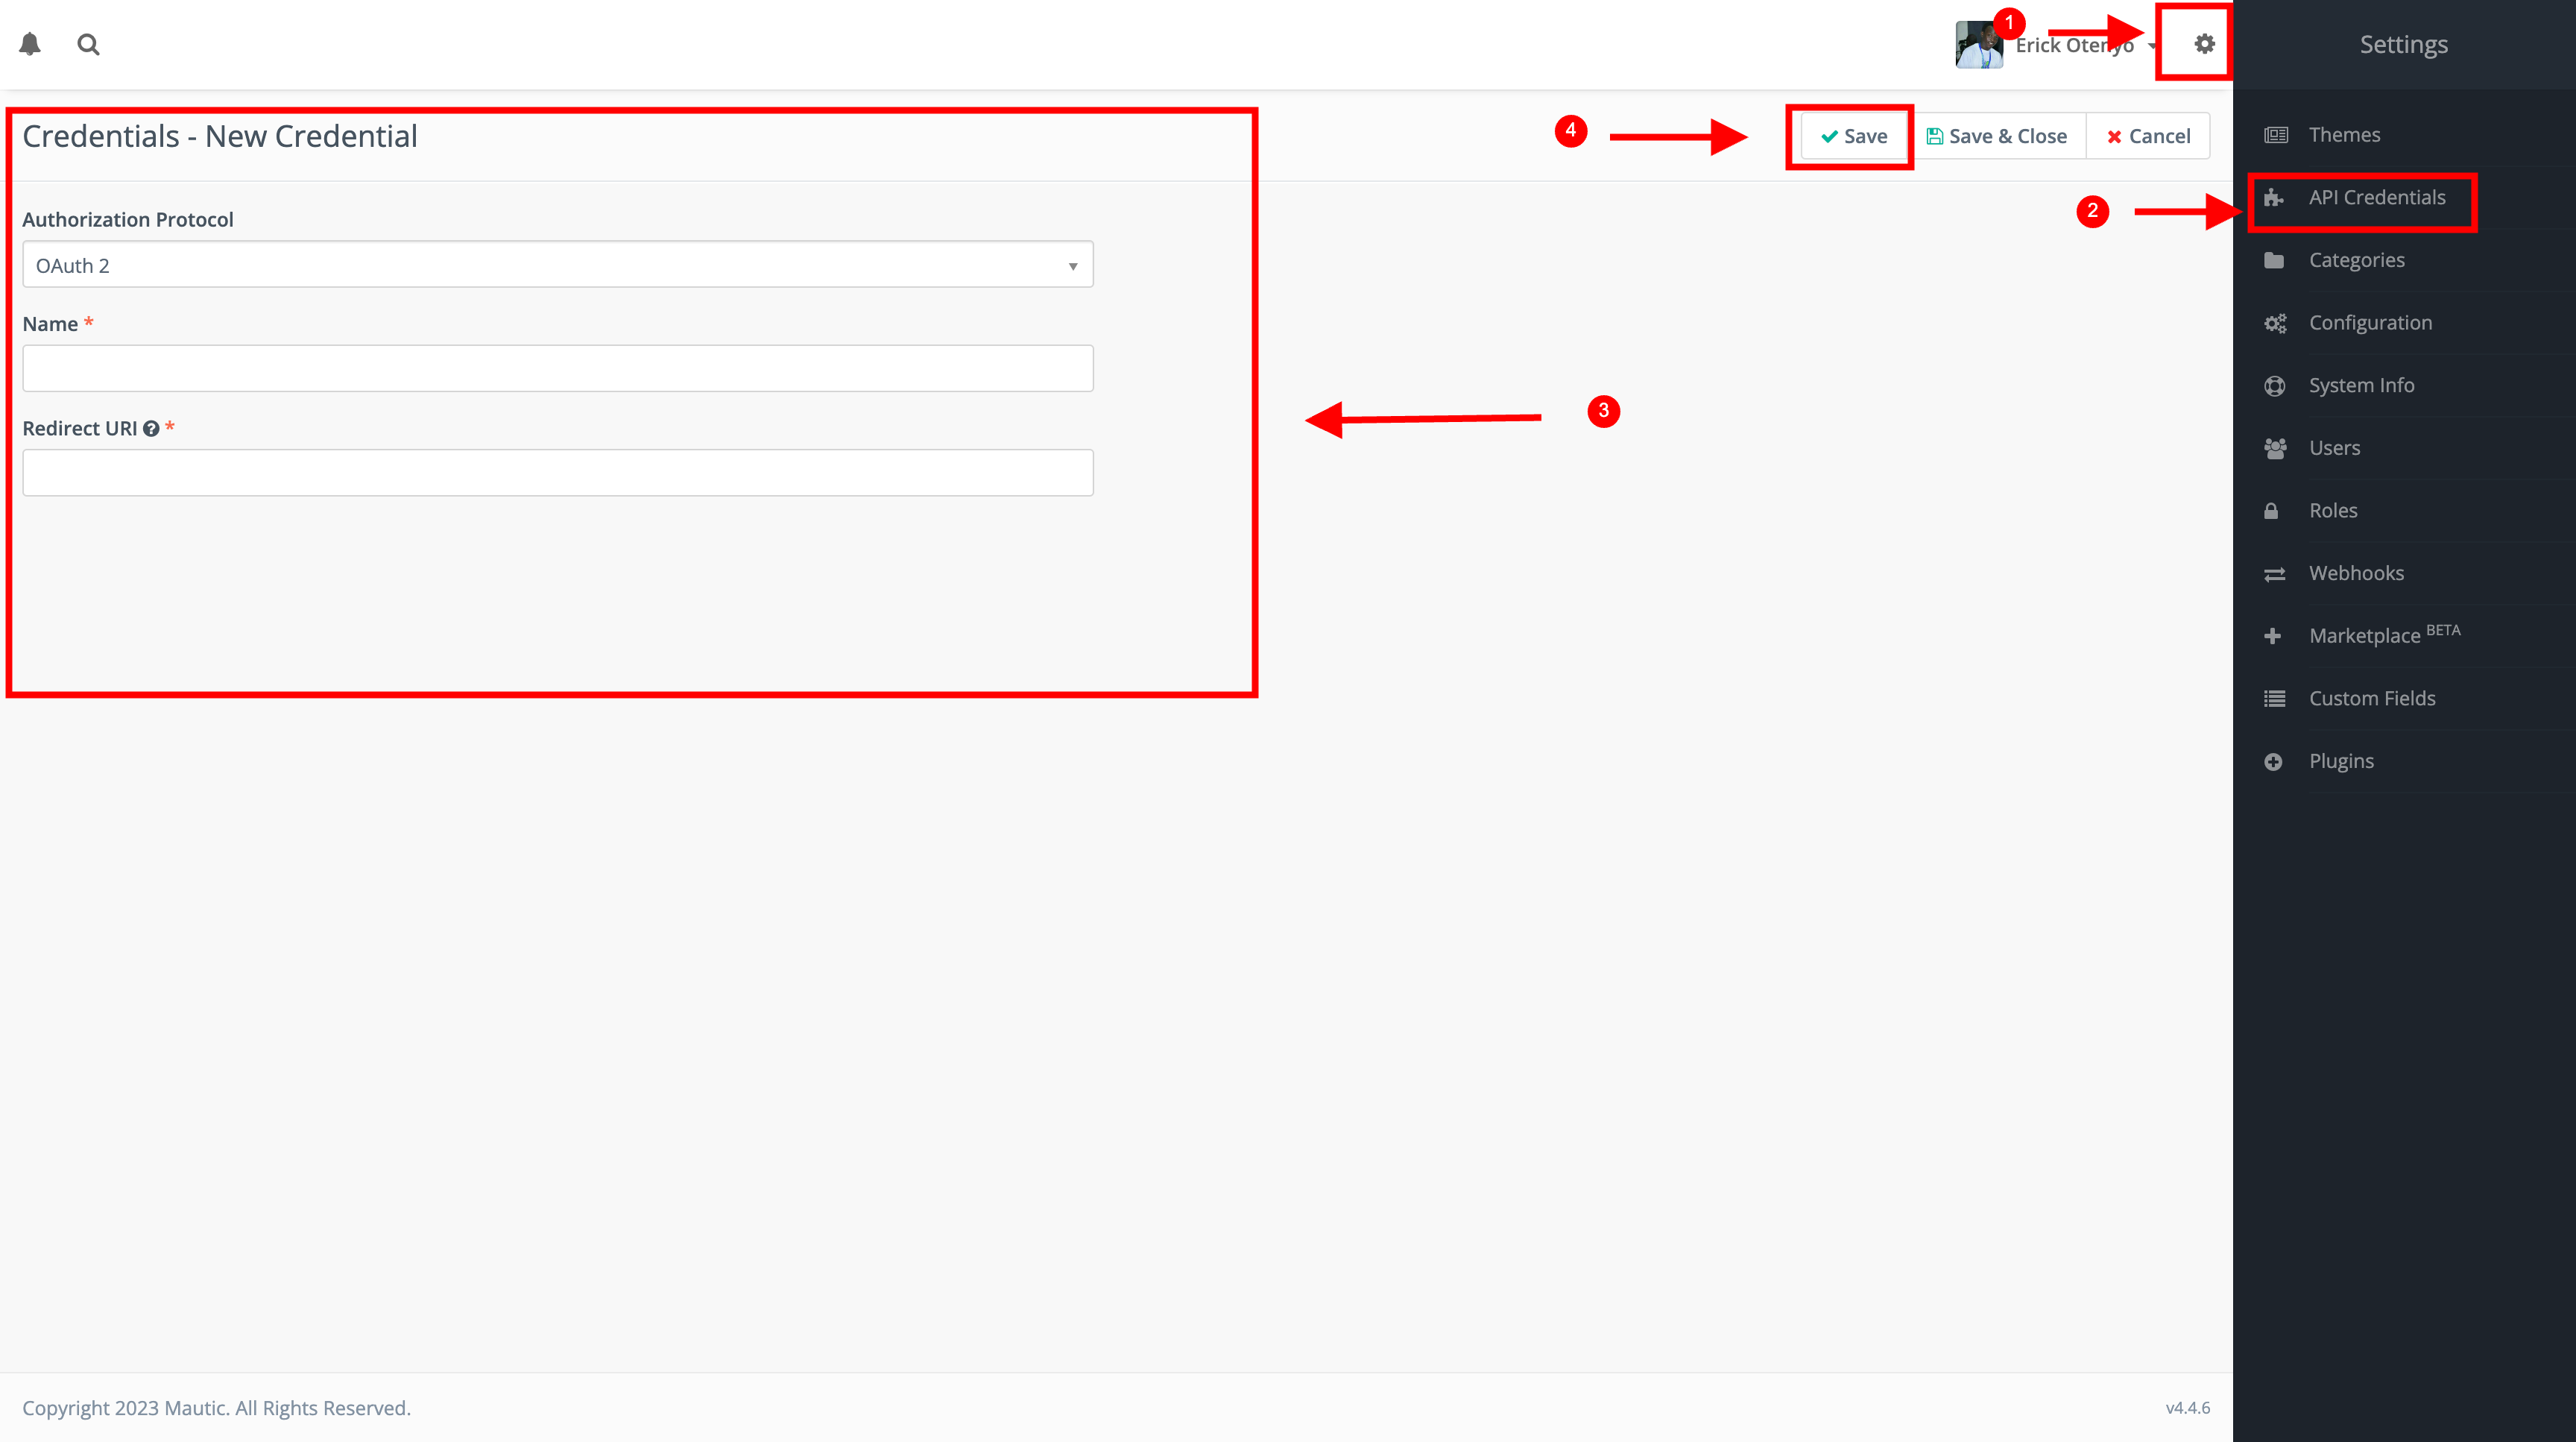 1
Erick Otenyo
Settings
Credentials - New Credential
4
Save
Save & Close
Cancel
Themes
2
API Credentials
Authorization Protocol
OAuth 2
Categories
Name *
Configuration
System Info
3
Redirect URI ? *
Users
Roles
Webhooks
Marketplace BETA
Custom Fields
Plugins
Copyright 2023 Mautic. All Rights Reserved.
v4.4.6